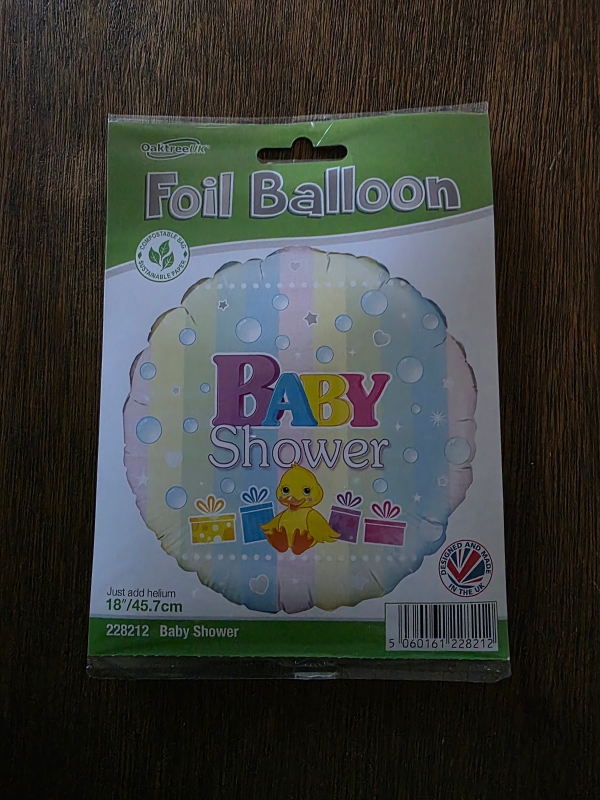 OaktreeUK
Foil Balloon
COMPOSTABLE BAG
SUSTAINABLE PAPER
BABY
Shower
DESIGNED AND MADE
IN THE UK
Just add helium
18"/45.7cm
228212 Baby Shower
5 060161 228212